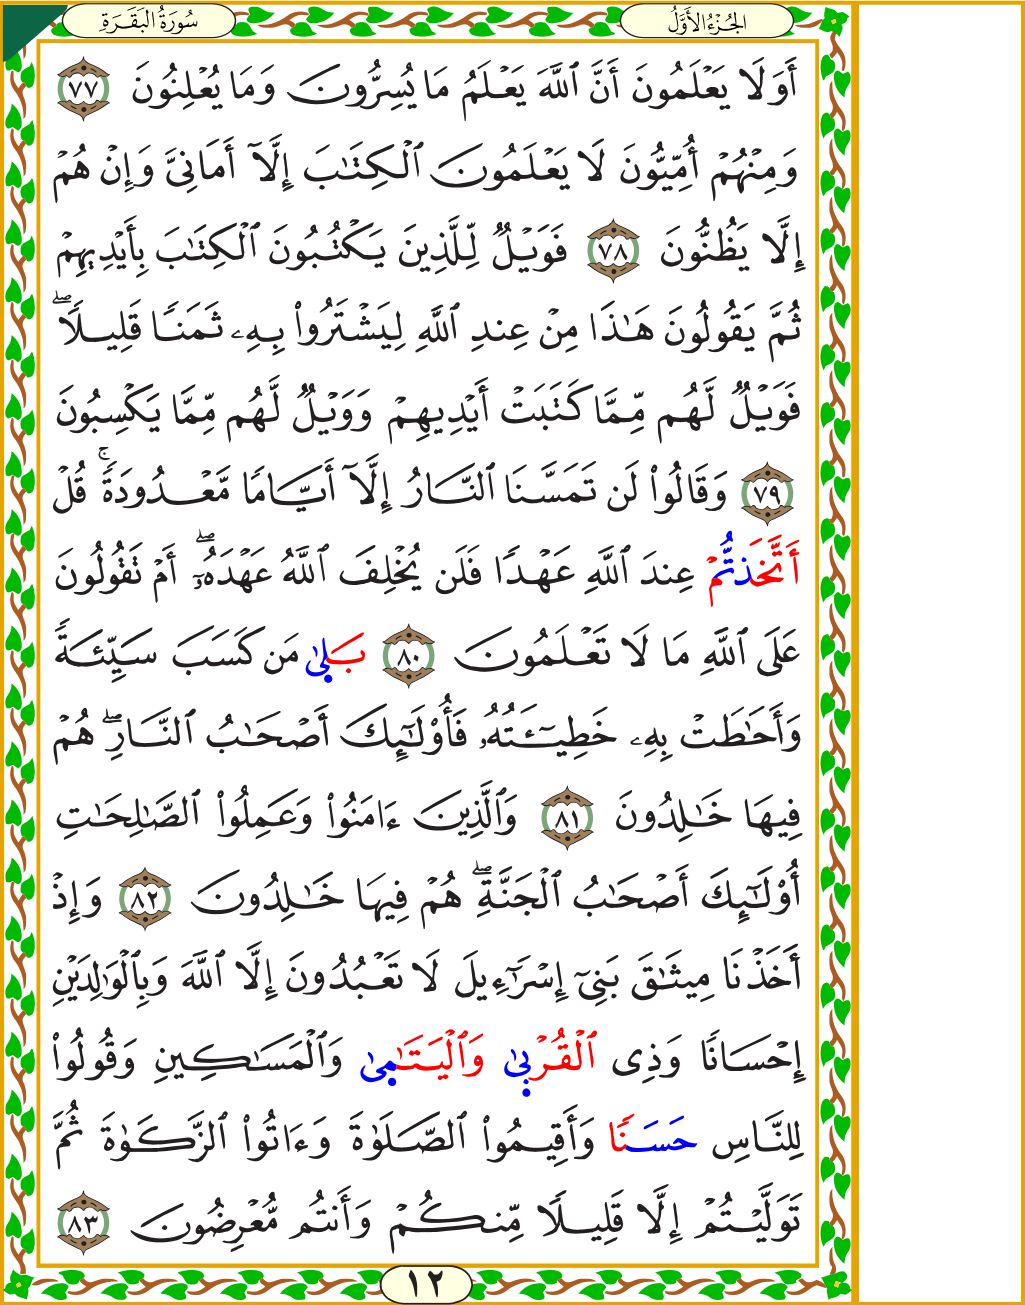 سُورَةُ البَقَرَةِ
الجُزْءُ الأَوَّلُ
أَوَلَا يَعۡلَمُونَ أَنَّ ٱللَّهَ يَعۡلَمُ مَا يُسِرُّونَ وَمَا يُعۡلِنُونَ ٧٧
وَمِنۡهُمۡ أُمِّيُّونَ لَا يَعۡلَمُونَ ٱلۡكِتَٰبَ إِلَّآ أَمَانِيَّ وَإِنۡ هُمۡ
إِلَّا يَظُنُّونَ ٧٨ فَوَيۡلٞ لِّلَّذِينَ يَكۡتُبُونَ ٱلۡكِتَٰبَ بِأَيۡدِيهِمۡ
ثُمَّ يَقُولُونَ هَٰذَا مِنۡ عِندِ ٱللَّهِ لِيَشۡتَرُواْ بِهِۦ ثَمَنٗا قَلِيلٗاۖ
فَوَيۡلٞ لَّهُم مِّمَّا كَتَبَتۡ أَيۡدِيهِمۡ وَوَيۡلٞ لَّهُم مِّمَّا يَكۡسِبُونَ
٧٩ وَقَالُواْ لَن تَمَسَّنَا ٱلنَّارُ إِلَّآ أَيَّامٗا مَّعۡدُودَةٗۚ قُلۡ
أَتَّخَذتُّمۡ عِندَ ٱللَّهِ عَهۡدٗا فَلَن يُخۡلِفَ ٱللَّهُ عَهۡدَهُۥٓۖ أَمۡ تَقُولُونَ
عَلَى ٱللَّهِ مَا لَا تَعۡلَمُونَ ٨٠ بَلىٰ مَن كَسَبَ سَيِّئَةٗ
وَأَحَٰطَتۡ بِهِۦ خَطِيٓـَٔتُهُۥ فَأُوْلَٰٓئِكَ أَصۡحَٰبُ ٱلنَّارِۖ هُمۡ
فِيهَا خَٰلِدُونَ ٨١ وَٱلَّذِينَ ءَامَنُواْ وَعَمِلُواْ ٱلصَّٰلِحَٰتِ
أُوْلَٰٓئِكَ أَصۡحَٰبُ ٱلۡجَنَّةِۖ هُمۡ فِيهَا خَٰلِدُونَ ٨٢ وَإِذۡ
أَخَذۡنَا مِيثَٰقَ بَنِيٓ إِسۡرَٰٓءِيلَ لَا تَعۡبُدُونَ إِلَّا ٱللَّهَ وَبِٱلۡوَٰلِدَيۡنِ
إِحۡسَانٗا وَذِي ٱلۡقُرۡبىٰ وَٱلۡيَتَٰمىٰ وَٱلۡمَسَٰكِينِ وَقُولُواْ
لِلنَّاسِ حَسَنٗا وَأَقِيمُواْ ٱلصَّلَوٰةَ وَءَاتُواْ ٱلزَّكَوٰةَ ثُمَّ
تَوَلَّيۡتُمۡ إِلَّا قَلِيلٗا مِّنكُمۡ وَأَنتُم مُّعۡرِضُونَ ٨٣
١٢